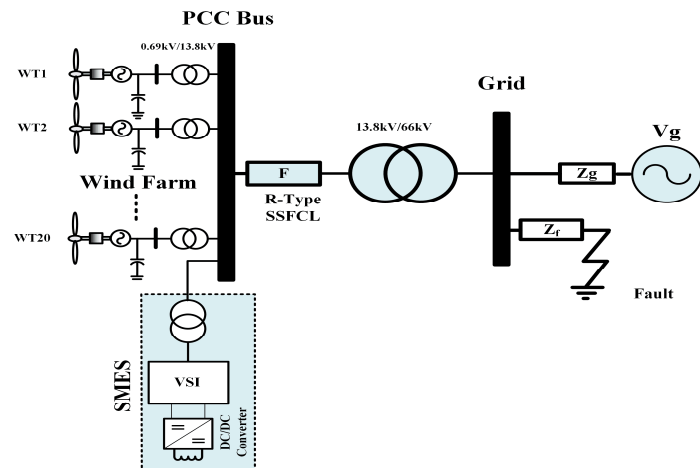 PCC Bus
0.69kV/13.8kV
WT1
WT2
Wind Farm
WT20
F
R-Type
SSFCL
13.8kV/66kV
Grid
Vg
Zg
Zf
Fault
SMES
VSI
DC/DC
Converter